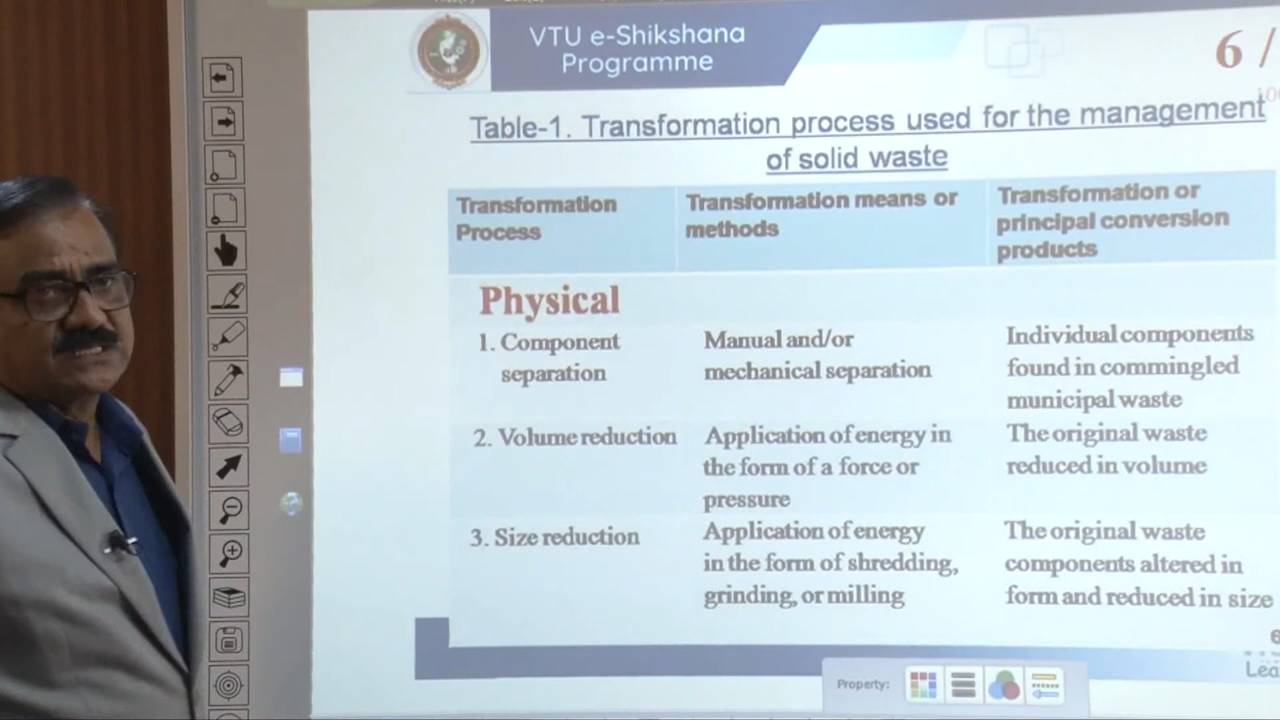 VTU e-Shikshana
Programme
6 /
Table-1. Transformation process used for the management
of solid waste
Transformation
Process
Transformation means or
methods
Transformation or
principal conversion
products
Physical
1. Component
separation
Manual and/or
mechanical separation
Individual components
found in commingled
municipal waste
2. Volume reduction
Application of energy in
the form of a force or
pressure
The original waste
reduced in volume
3. Size reduction
Application of energy
in the form of shredding,
grinding, or milling
The original waste
components altered in
form and reduced in size
Property: